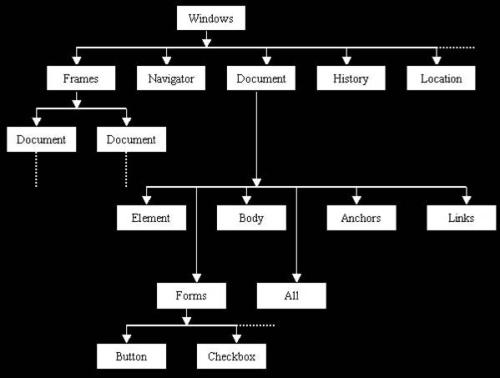 Windows
Frames
Navigator
Document
History
Location
Document
Document
Element
Body
Anchors
Links
Forms
All
Button
Checkbox